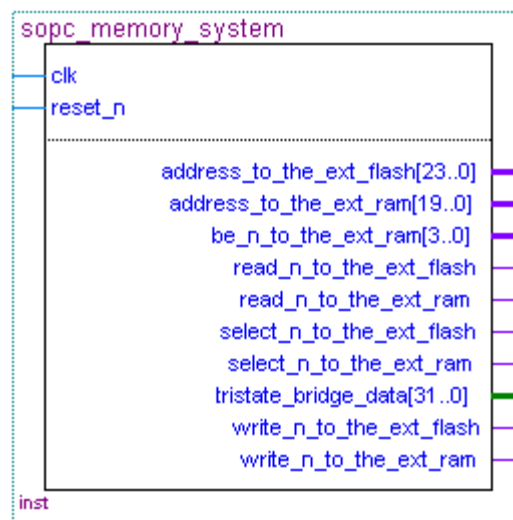 sopc_memory_system
clk
reset_n
address_to_the_ext_flash[23..0]
address_to_the_ext_ram[19..0]
be_n_to_the_ext_ram[3..0]
read_n_to_the_ext_flash
read_n_to_the_ext_ram
select_n_to_the_ext_flash
select_n_to_the_ext_ram
tristate_bridge_data[31..0]
write_n_to_the_ext_flash
write_n_to_the_ext_ram
inst